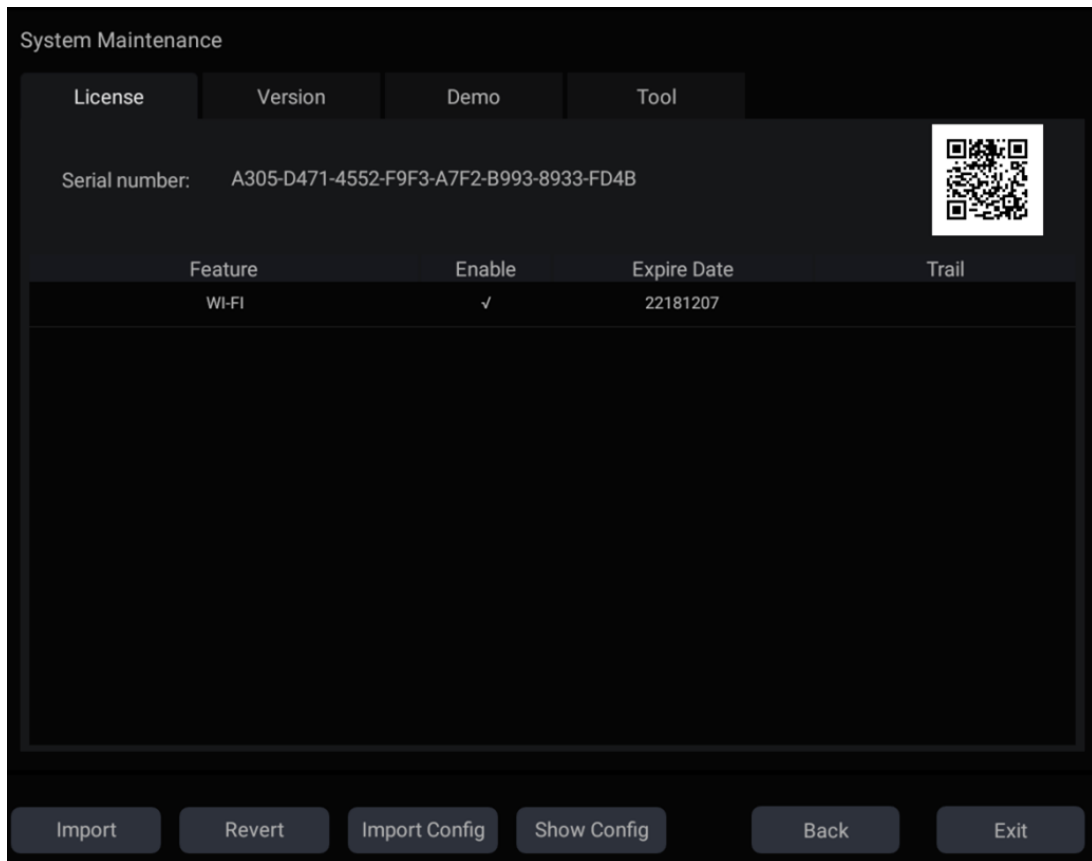 System Maintenance
License Version Demo Tool
Serial number: A305-D471-4552-F9F3-A7F2-B993-8933-FD4B
Feature Enable Expire Date Trail
WI-FI √ 22181207
Import Revert Import Config Show Config Back Exit